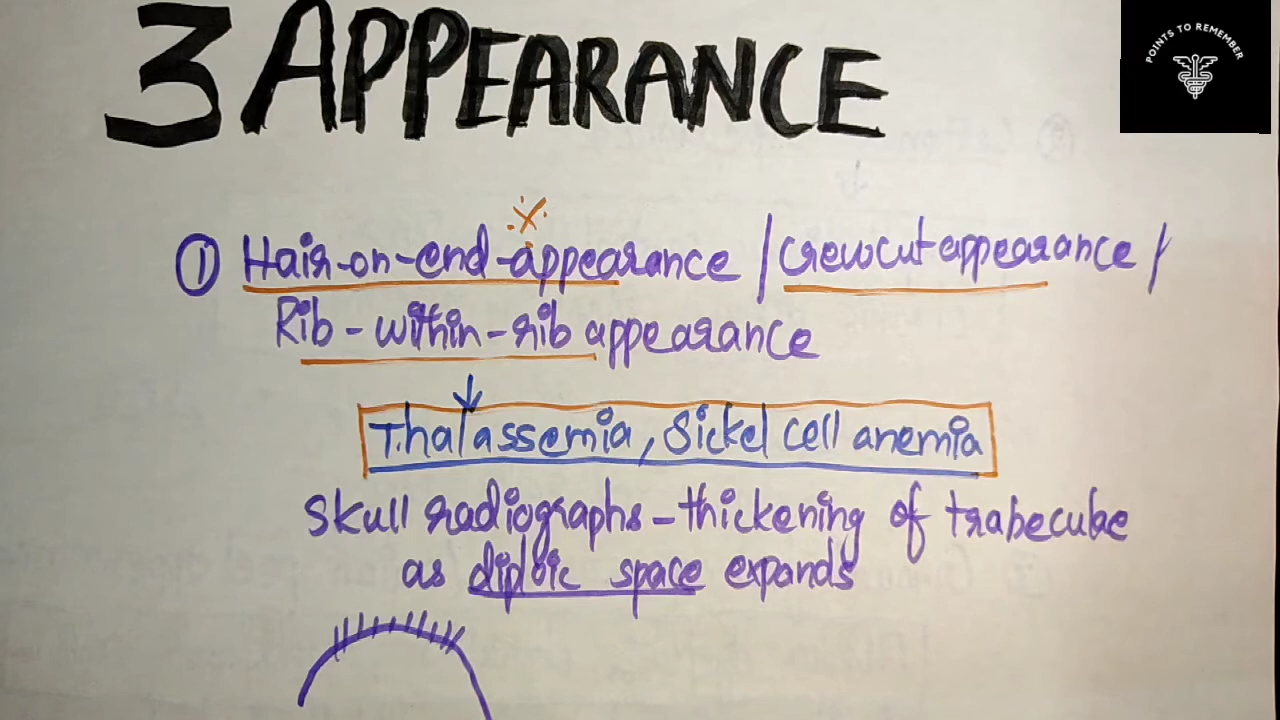 3 APPEARANCE
POINTS TO REMEMBER
① Hair-on-end-appearance / Crewcut appearance /
Rib-within-rib appearance
Thalassemia, Sickel cell anemia
Skull radiographs - thickening of trabeculae
as diploic space expands